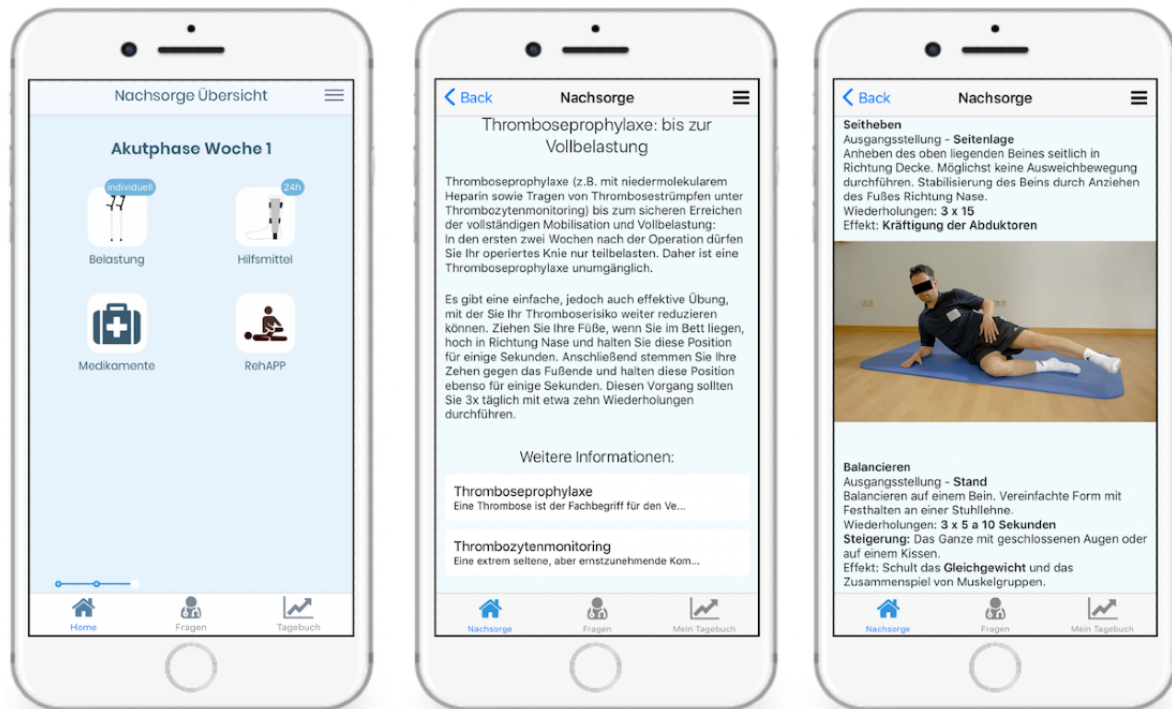 Nachsorge Übersicht
Akutphase Woche 1
individuell
24h
Belastung
Hilfsmittel
Medikamente
RehAPP
Home
Fragen
Tagebuch
Back
Nachsorge
Thromboseprophylaxe: bis zur
Vollbelastung
Thromboseprophylaxe (z.B. mit niedermolekularem
Heparin sowie Tragen von Thrombosestrümpfen unter
Thrombozytenmonitoring) bis zum sicheren Erreichen
der vollständigen Mobilisation und Vollbelastung:
In den ersten zwei Wochen nach der Operation dürfen
Sie Ihr operiertes Knie nur teilbelasten. Daher ist eine
Thromboseprophylaxe unumgänglich.
Es gibt eine einfache, jedoch auch effektive Übung,
mit der Sie Ihr Thromboserisiko weiter reduzieren
können. Ziehen Sie Ihre Füße, wenn Sie im Bett liegen,
hoch in Richtung Nase und halten Sie diese Position
für einige Sekunden. Anschließend stemmen Sie Ihre
Zehen gegen das Fußende und halten diese Position
ebenso für einige Sekunden. Diesen Vorgang sollten
Sie 3x täglich mit etwa zehn Wiederholungen
durchführen.
Weitere Informationen:
Thromboseprophylaxe
Eine Thrombose ist der Fachbegriff für den Ve...
Thrombozytenmonitoring
Eine extrem seltene, aber ernstzunehmende Kom...
Nachsorge
Fragen
Mein Tagebuch
Back
Nachsorge
Seitheben
Ausgangsstellung - Seitenlage
Anheben des oben liegenden Beines seitlich in
Richtung Decke. Möglichst keine Ausweichbewegung
durchführen. Stabilisierung des Beins durch Anziehen
des Fußes Richtung Nase.
Wiederholungen: 3 x 15
Effekt: Kräftigung der Abduktoren
Balancieren
Ausgangsstellung - Stand
Balancieren auf einem Bein. Vereinfachte Form mit
Festhalten an einer Stuhllehne.
Wiederholungen: 3 x 5 a 10 Sekunden
Steigerung: Das Ganze mit geschlossenen Augen oder
auf einem Kissen.
Effekt: Schult das Gleichgewicht und das
Zusammenspiel von Muskelgruppen.
Nachsorge
Fragen
Mein Tagebuch